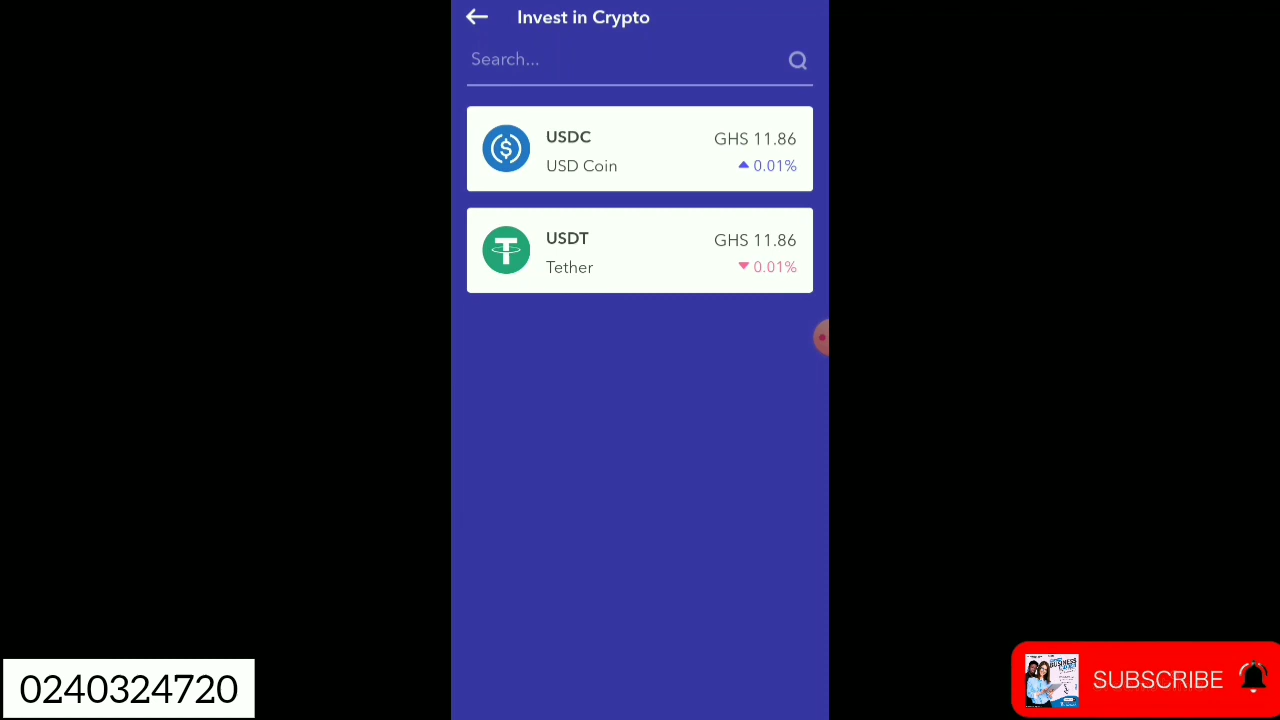 Invest in Crypto
Search...
USDC
GHS 11.86
USD Coin
0.01%
USDT
GHS 11.86
Tether
0.01%
0240324720
BUSINESS
SUBSCRIBE